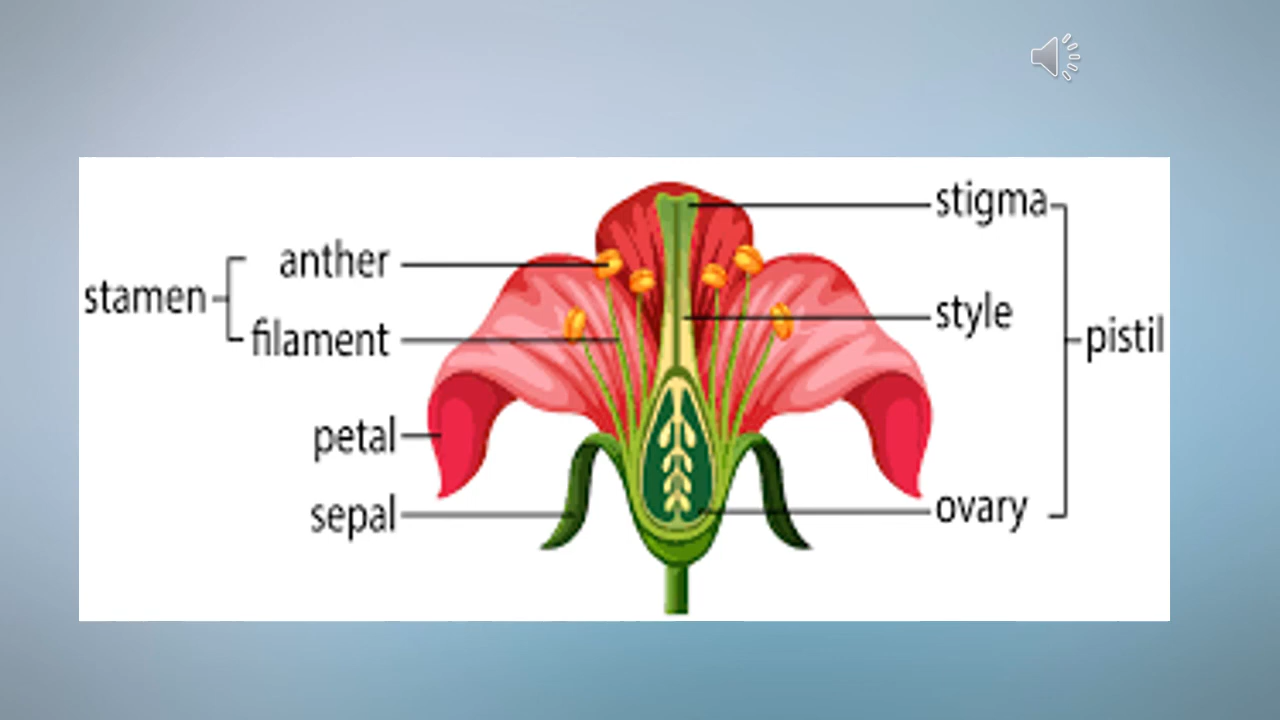 stigma
anther
stamen
style
filament
pistil
petal
sepal
ovary